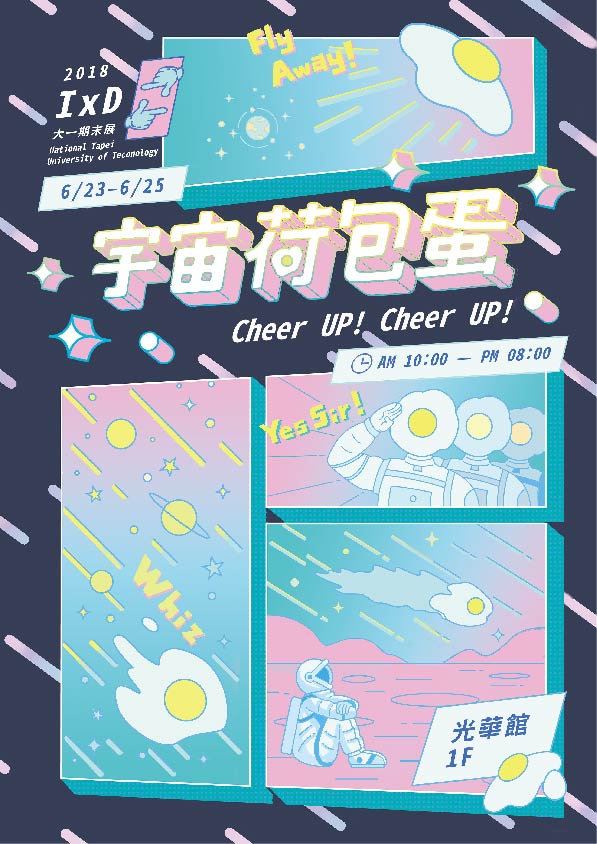 2018
IxD
大一期末展
National Taipei
University of Teconology
6/23–6/25
Fly
Away!
宇宙荷包蛋
Cheer UP! Cheer UP!
AM 10:00 — PM 08:00
Yes Sir!
Whiz
光華館
1F